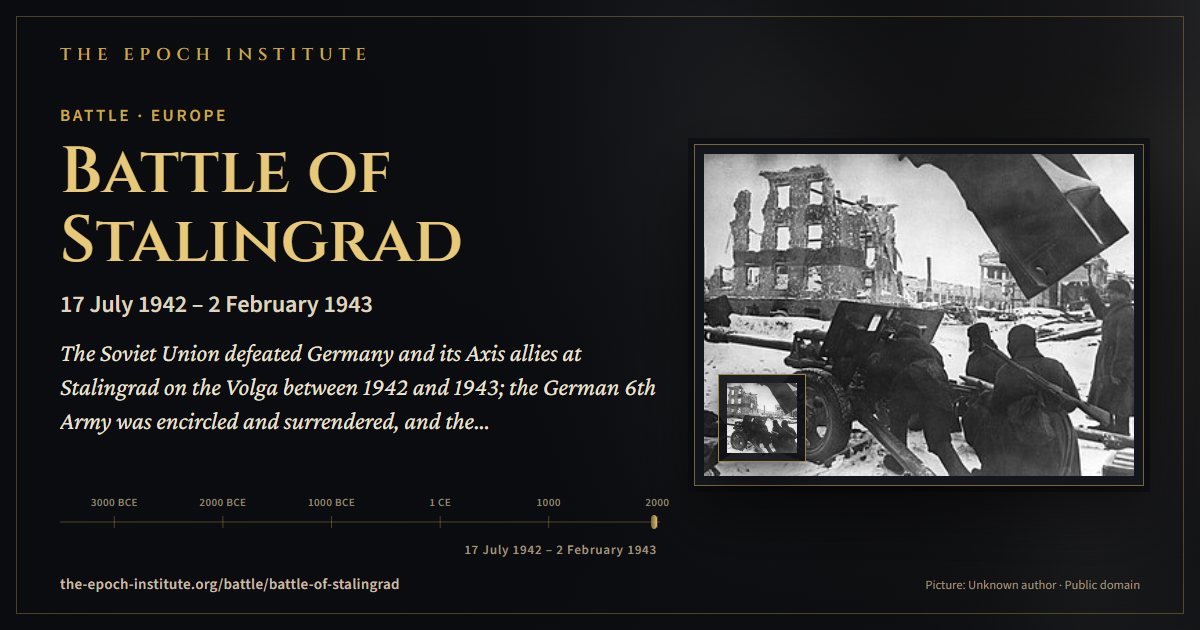 THE EPOCH INSTITUTE
BATTLE · EUROPE
BATTLE OF
STALINGRAD
17 July 1942 – 2 February 1943
The Soviet Union defeated Germany and its Axis allies at
Stalingrad on the Volga between 1942 and 1943; the German 6th
Army was encircled and surrendered, and the...
3000 BCE 2000 BCE 1000 BCE 1 CE 1000 2000
17 July 1942 – 2 February 1943
the-epoch-institute.org/battle/battle-of-stalingrad
Picture: Unknown author · Public domain